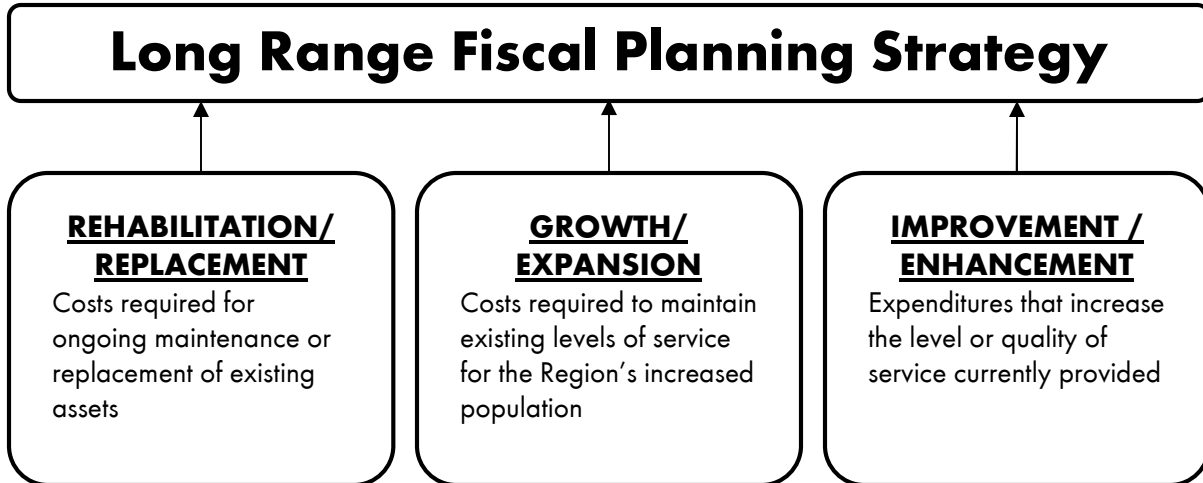 Long Range Fiscal Planning Strategy
REHABILITATION/
REPLACEMENT
Costs required for
ongoing maintenance or
replacement of existing
assets
GROWTH/
EXPANSION
Costs required to maintain
existing levels of service
for the Region’s increased
population
IMPROVEMENT /
ENHANCEMENT
Expenditures that increase
the level or quality of
service currently provided